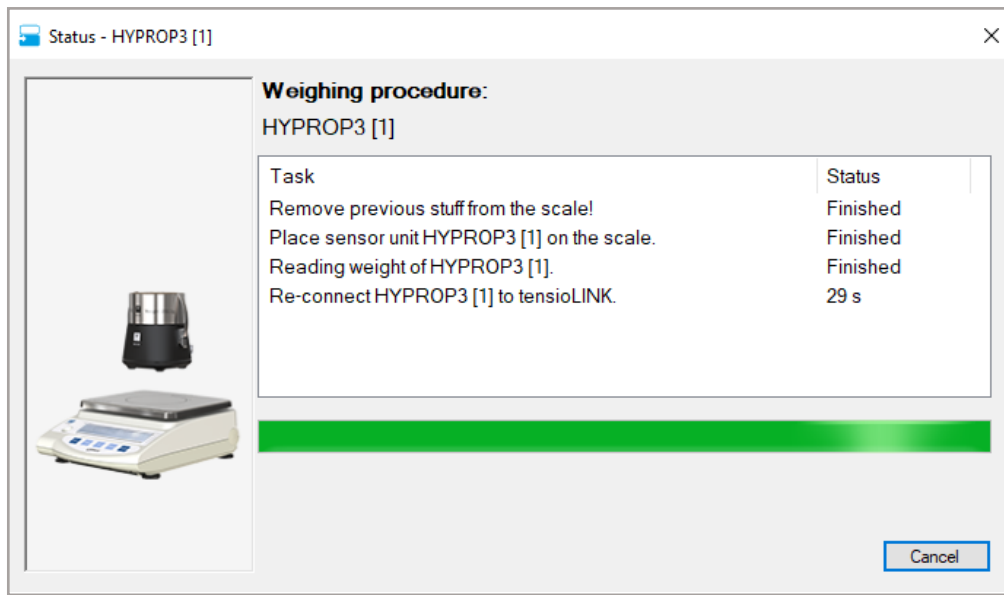 Status - HYPROP3 [1]
Weighing procedure:
HYPROP3 [1]
Task Status
Remove previous stuff from the scale! Finished
Place sensor unit HYPROP3 [1] on the scale. Finished
Reading weight of HYPROP3 [1]. Finished
Re-connect HYPROP3 [1] to tensioLINK. 29 s
Cancel